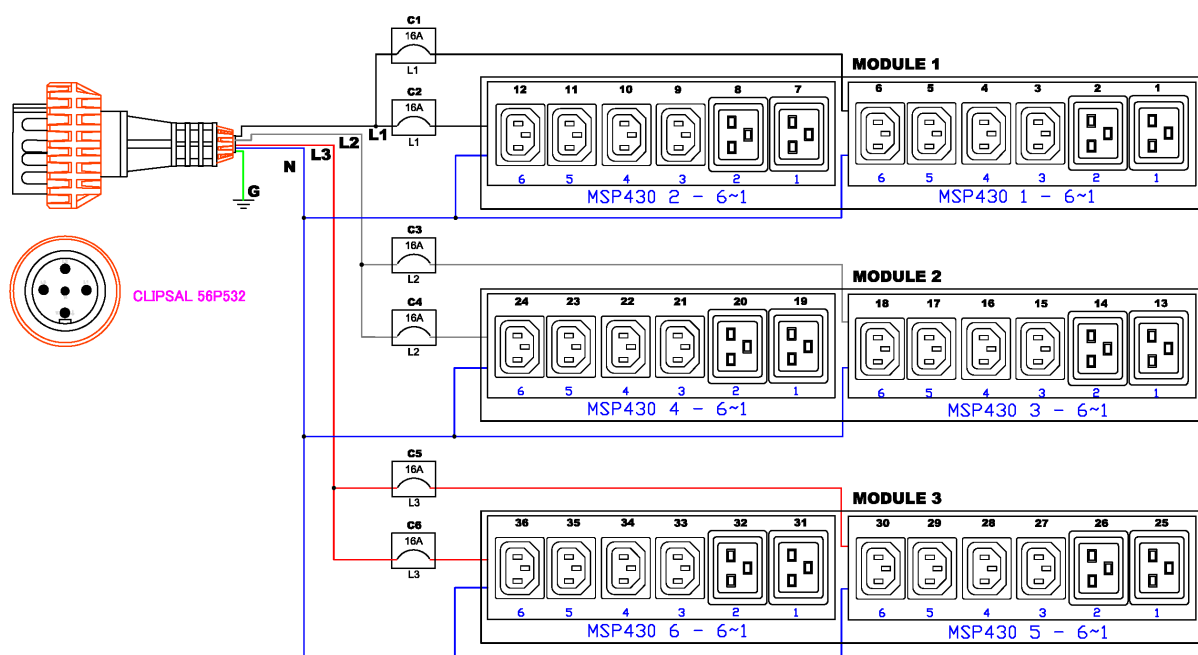 C1
16A
L1
MODULE 1
C2
16A
L1
12 11 10 9 8 7
6 5 4 3 2 1
L1
L2
L3
N
G
6 5 4 3 2 1
6 5 4 3 2 1
MSP430 2 - 6~1
MSP430 1 - 6~1
C3
16A
L2
MODULE 2
CLIPSAL 56P532
C4
16A
L2
24 23 22 21 20 19
18 17 16 15 14 13
6 5 4 3 2 1
6 5 4 3 2 1
MSP430 4 - 6~1
MSP430 3 - 6~1
C5
16A
L3
MODULE 3
C6
16A
L3
36 35 34 33 32 31
30 29 28 27 26 25
6 5 4 3 2 1
6 5 4 3 2 1
MSP430 6 - 6~1
MSP430 5 - 6~1